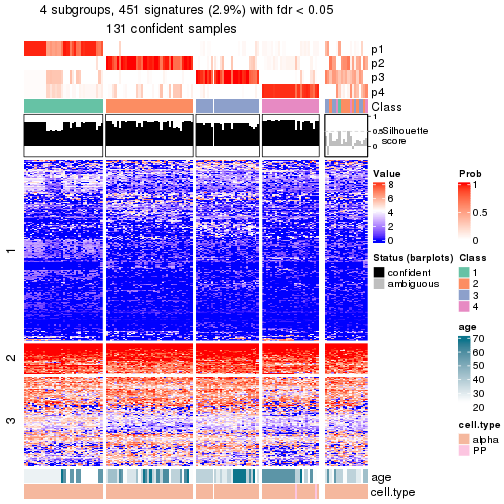 4 subgroups, 451 signatures (2.9%) with fdr < 0.05
131 confident samples
p1
p2
p3
p4
Class
1
0.5
0
Silhouette
score
1
2
3
age
cell.type
Value
8
6
4
2
0
Prob
1
0.5
0
Status (barplots)
confident
ambiguous
Class
1
2
3
4
age
70
60
50
40
30
20
cell.type
alpha
PP